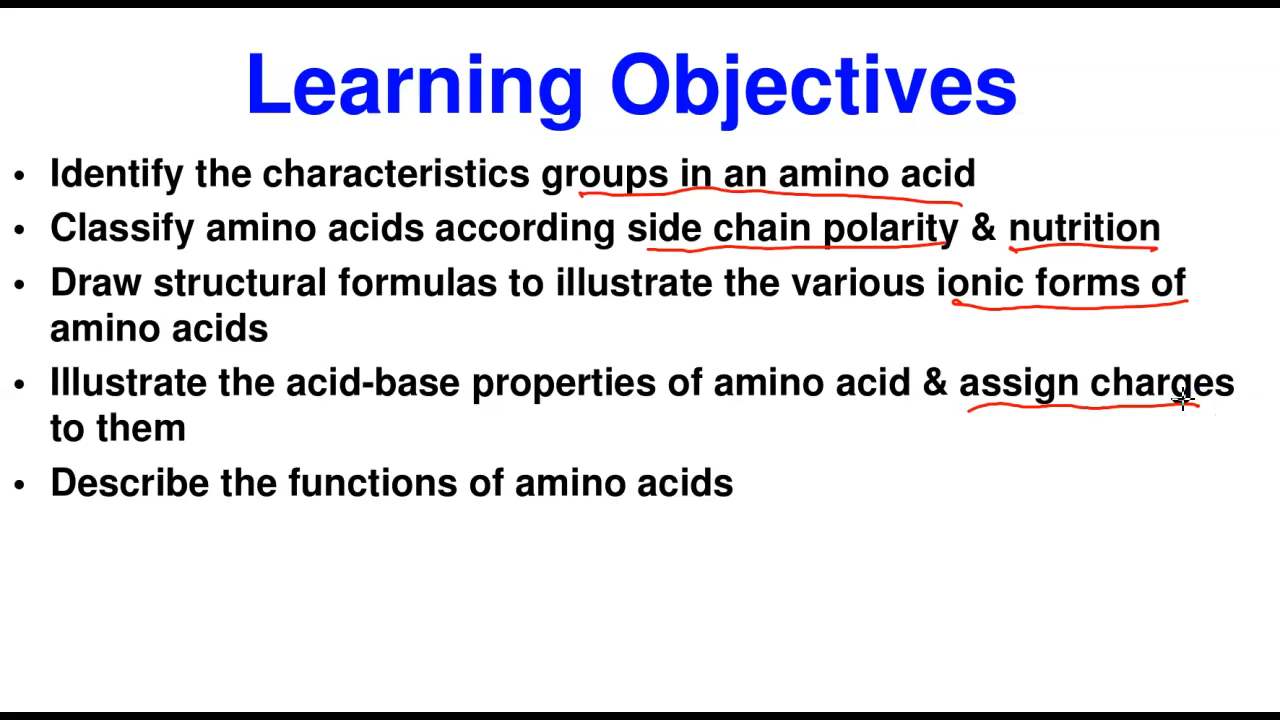 Learning Objectives
• Identify the characteristics groups in an amino acid
• Classify amino acids according side chain polarity & nutrition
• Draw structural formulas to illustrate the various ionic forms of
amino acids
• Illustrate the acid-base properties of amino acid & assign charges
to them
• Describe the functions of amino acids